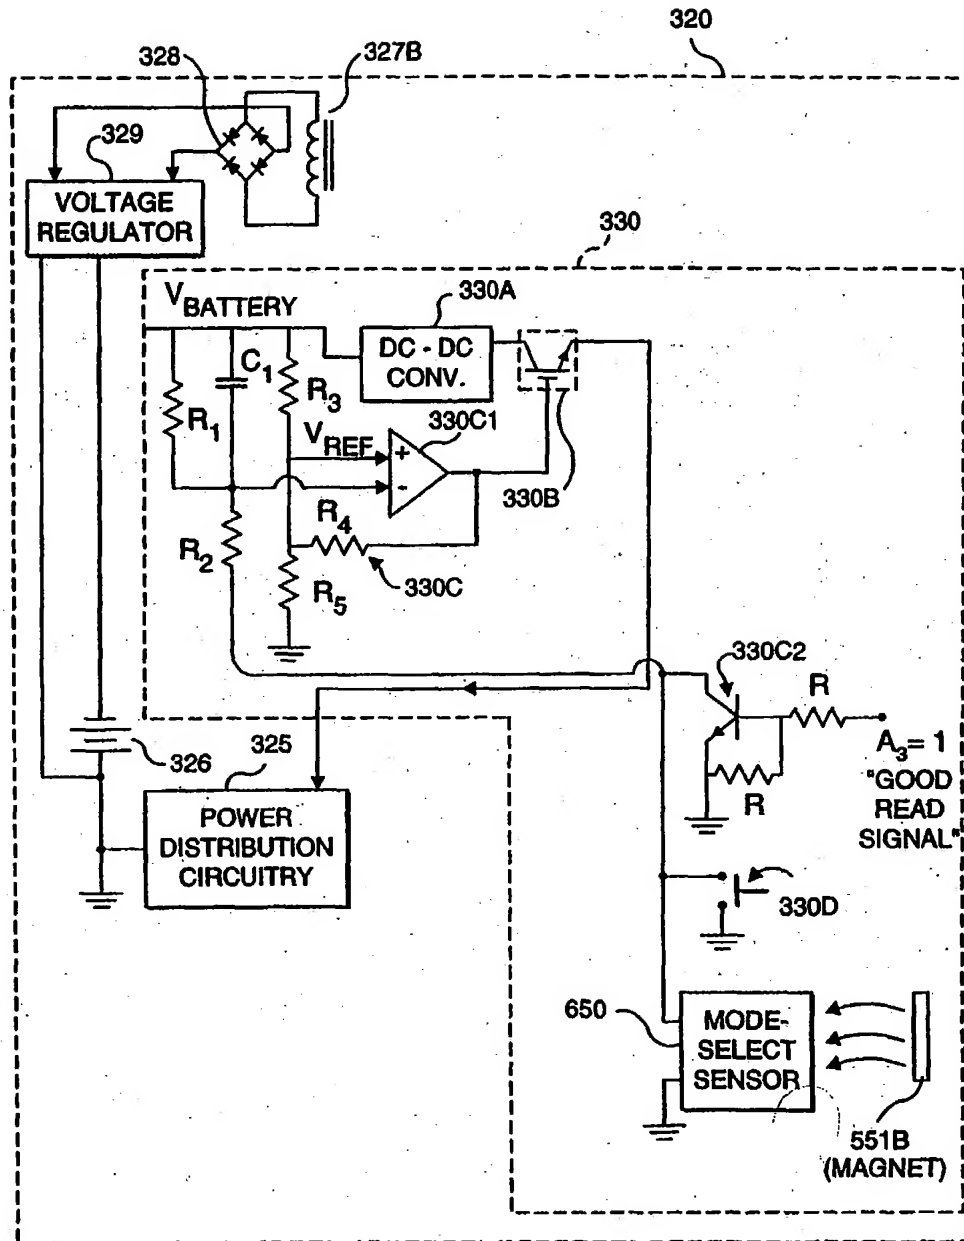 320
328
327B
329
VOLTAGE
REGULATOR
330
V_BATTERY
330A
DC - DC
CONV.
C1
R3
R1
330C1
V_REF
+
-
330B
R4
R2
330C
R5
330C2
R
A3= 1
"GOOD
READ
SIGNAL"
R
326
325
POWER
DISTRIBUTION
CIRCUITRY
330D
650
MODE-
SELECT
SENSOR
551B
(MAGNET)